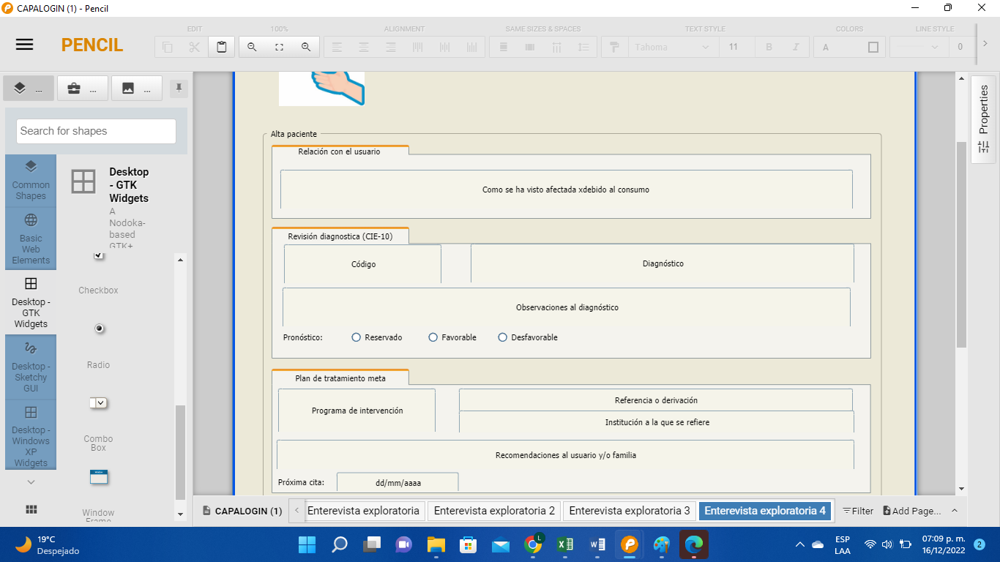 CAPALOGIN (1) - Pencil
EDIT
100%
ALIGNMENT
SAME SIZES & SPACES
TEXT STYLE
COLORS
LINE STYLE
PENCIL
Tahoma
11
B
I
A
0
...
...
...
Search for shapes
Common Shapes
Basic Web Elements
Desktop - GTK Widgets
Desktop - Sketchy GUI
Desktop - Windows XP Widgets
Desktop
- GTK
Widgets
A
Nodoka-
based
GTK+
Checkbox
Radio
Combo
Box
Window
Frame
Alta paciente
Relación con el usuario
Como se ha visto afectada xdebido al consumo
Revisión diagnostica (CIE-10)
Código
Diagnóstico
Observaciones al diagnóstico
Pronóstico: Reservado Favorable Desfavorable
Plan de tratamiento meta
Programa de intervención
Referencia o derivación
Institución a la que se refiere
Recomendaciones al usuario y/o familia
Próxima cita: dd/mm/aaaa
Properties
CAPALOGIN (1)
Enterevista exploratoria
Enterevista exploratoria 2
Enterevista exploratoria 3
Enterevista exploratoria 4
Filter
Add Page...
19°C
Despejado
L
ESP
LAA
07:09 p. m.
16/12/2022
2